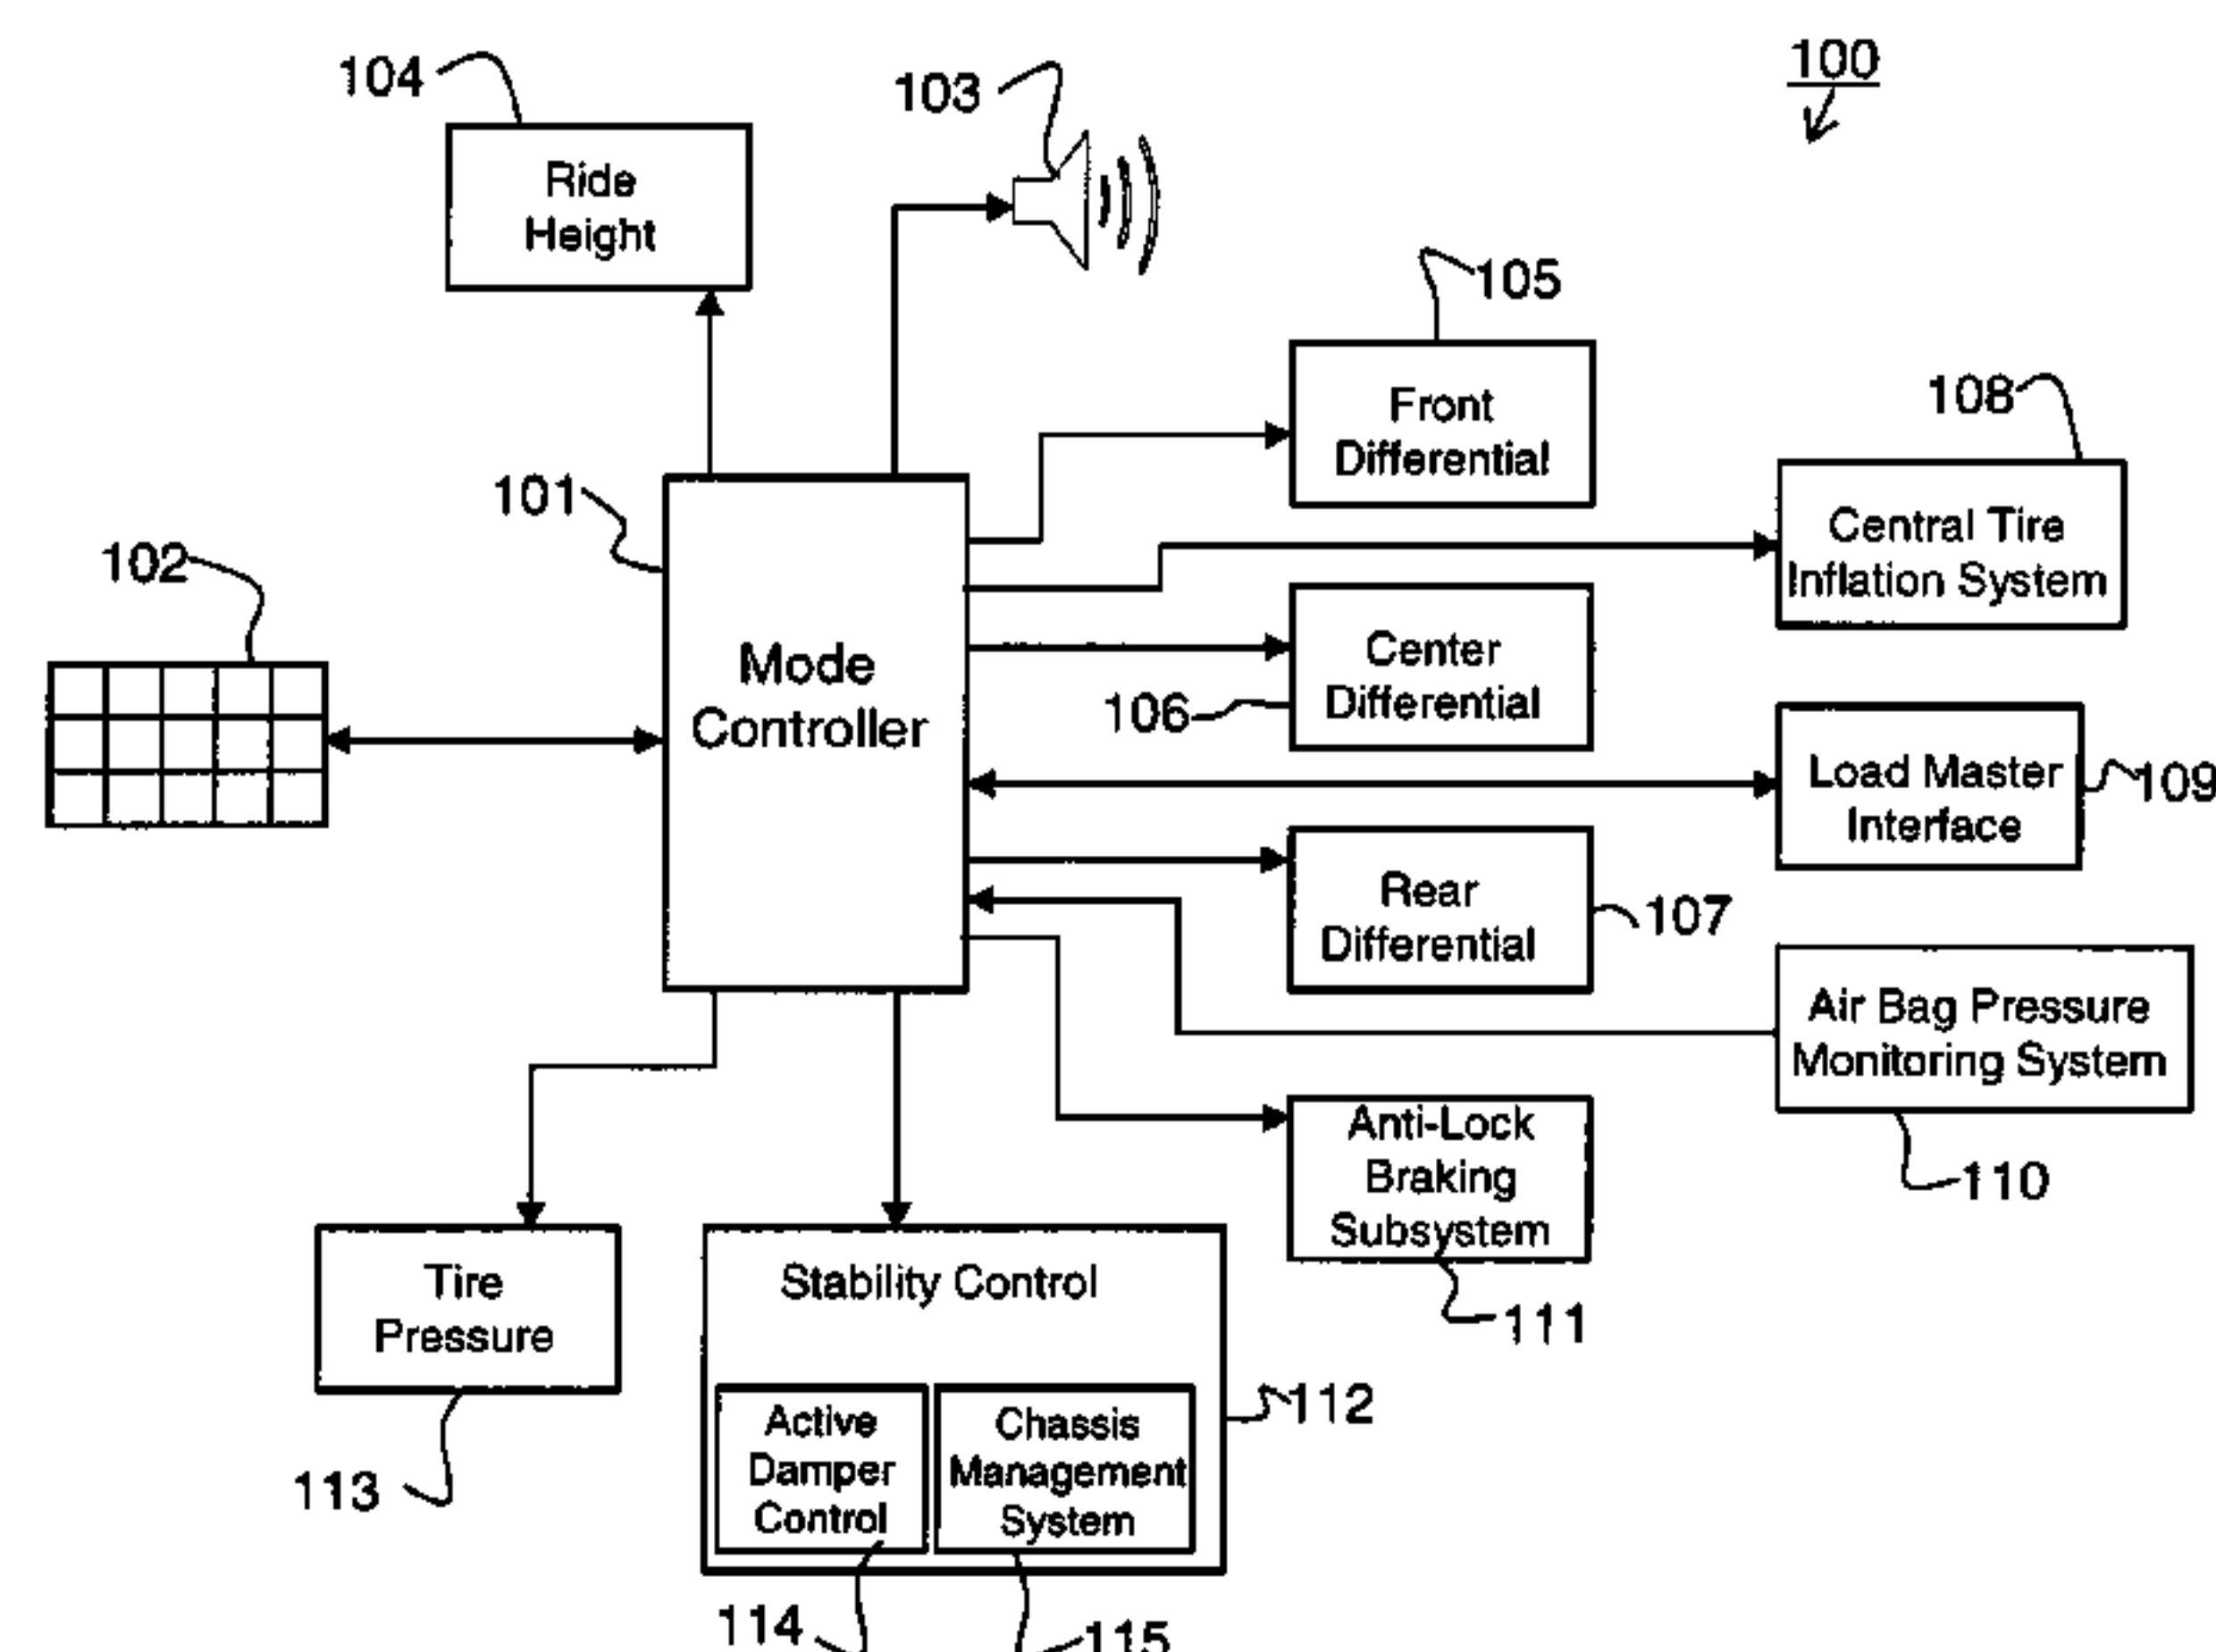 104
103
100
Ride
Height
105
Front
Differential
108
101
Central Tire
Inflation System
102
Mode
Controller
Center
Differential
106
Load Master
Interface
109
Rear
Differential
107
Air Bag Pressure
Monitoring System
Anti-Lock
Braking
Subsystem
110
Tire
Pressure
Stability Control
111
Active
Damper
Control
Chassis
Management
System
112
113
114
115